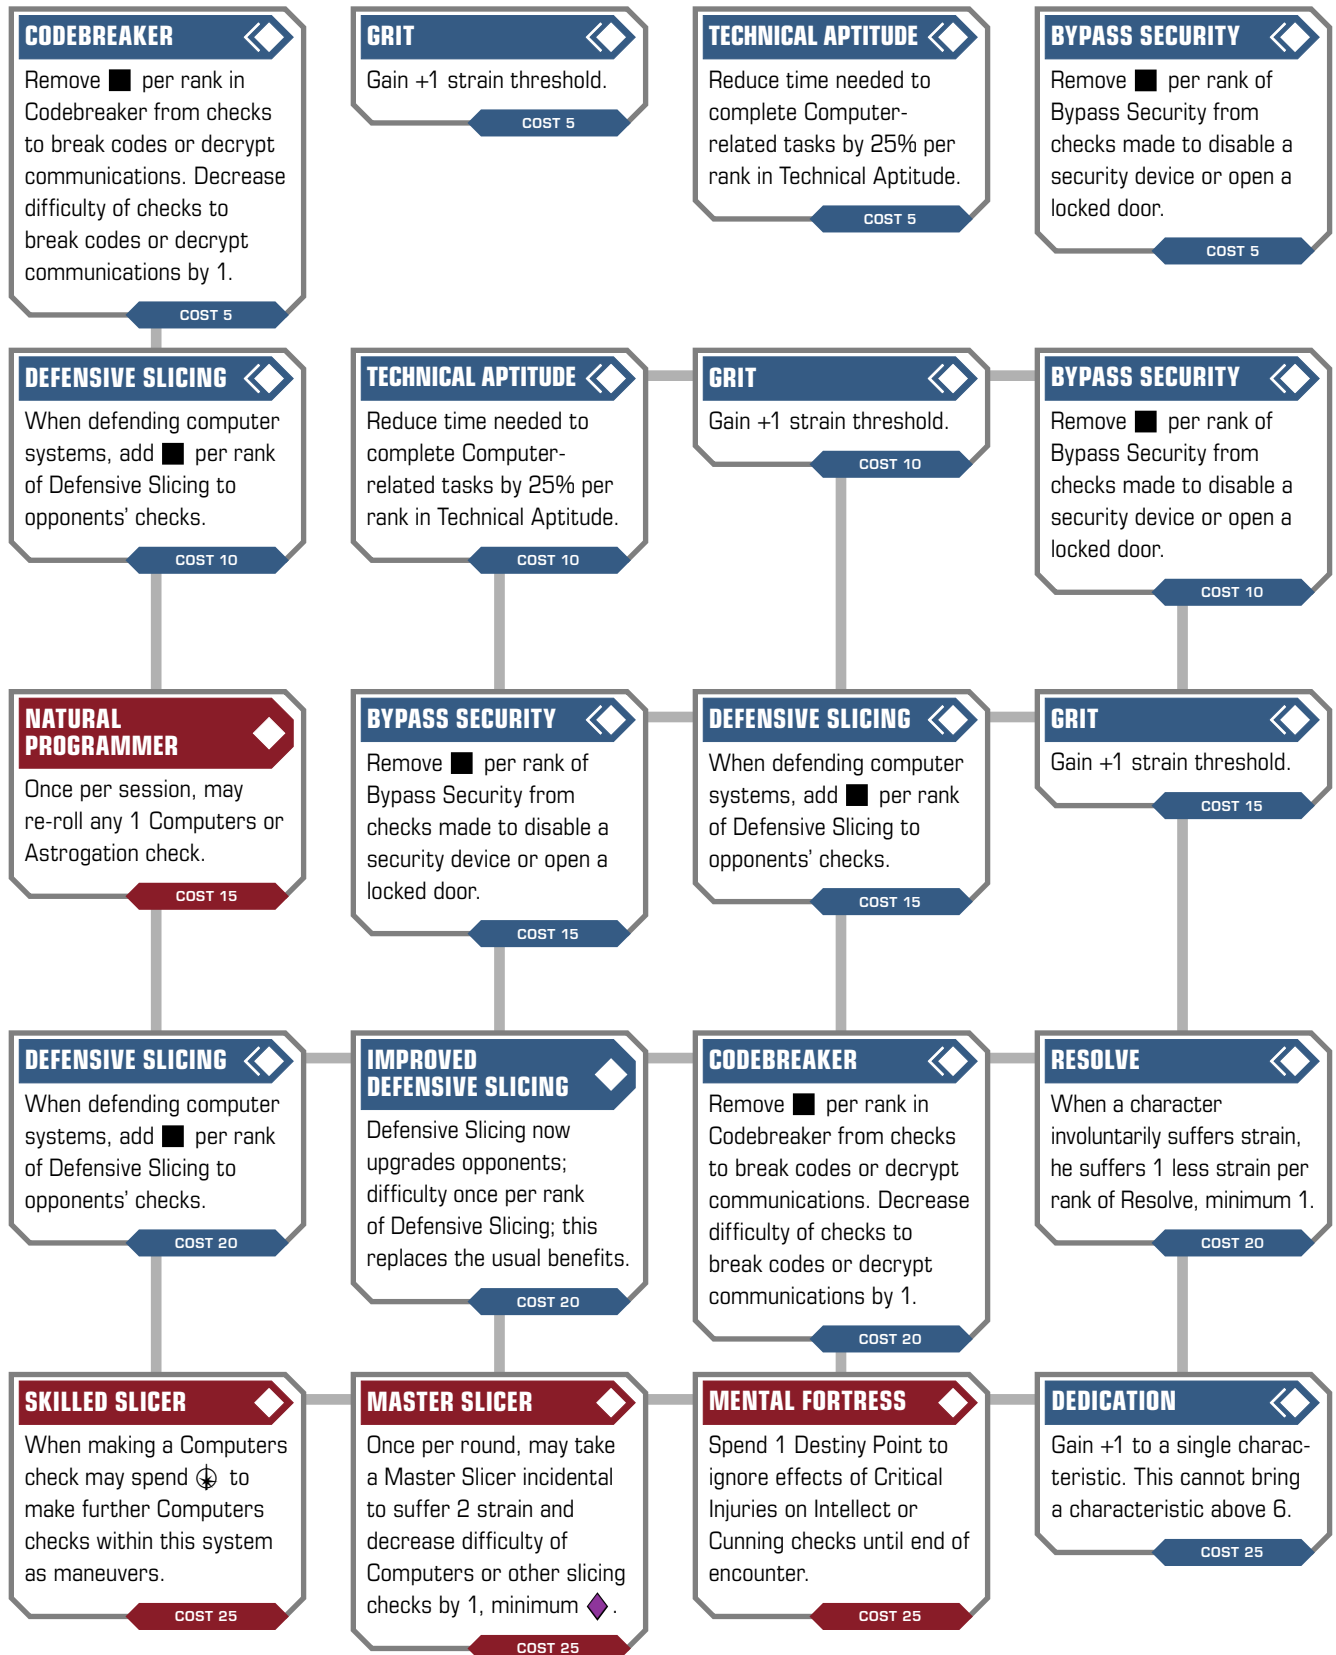 CODEBREAKER
Remove per rank in
Codebreaker from checks
to break codes or decrypt
communications. Decrease
difficulty of checks to
break codes or decrypt
communications by 1.
COST 5
GRIT
Gain +1 strain threshold.
COST 5
TECHNICAL APTITUDE
Reduce time needed to
complete Computer-
related tasks by 25% per
rank in Technical Aptitude.
COST 5
BYPASS SECURITY
Remove per rank of
Bypass Security from
checks made to disable a
security device or open a
locked door.
COST 5
DEFENSIVE SLICING
When defending computer
systems, add per rank
of Defensive Slicing to
opponents' checks.
COST 10
TECHNICAL APTITUDE
Reduce time needed to
complete Computer-
related tasks by 25% per
rank in Technical Aptitude.
COST 10
GRIT
Gain +1 strain threshold.
COST 10
BYPASS SECURITY
Remove per rank of
Bypass Security from
checks made to disable a
security device or open a
locked door.
COST 10
NATURAL
PROGRAMMER
Once per session, may
re-roll any 1 Computers or
Astrogation check.
COST 15
BYPASS SECURITY
Remove per rank of
Bypass Security from
checks made to disable a
security device or open a
locked door.
COST 15
DEFENSIVE SLICING
When defending computer
systems, add per rank
of Defensive Slicing to
opponents' checks.
COST 15
GRIT
Gain +1 strain threshold.
COST 15
DEFENSIVE SLICING
When defending computer
systems, add per rank
of Defensive Slicing to
opponents' checks.
COST 20
IMPROVED
DEFENSIVE SLICING
Defensive Slicing now
upgrades opponents;
difficulty once per rank
of Defensive Slicing; this
replaces the usual benefits.
COST 20
CODEBREAKER
Remove per rank in
Codebreaker from checks
to break codes or decrypt
communications. Decrease
difficulty of checks to
break codes or decrypt
communications by 1.
COST 20
RESOLVE
When a character
involuntarily suffers strain,
he suffers 1 less strain per
rank of Resolve, minimum 1.
COST 20
SKILLED SLICER
When making a Computers
check may spend to
make further Computers
checks within this system
as maneuvers.
COST 25
MASTER SLICER
Once per round, may take
a Master Slicer incidental
to suffer 2 strain and
decrease difficulty of
Computers or other slicing
checks by 1, minimum .
COST 25
MENTAL FORTRESS
Spend 1 Destiny Point to
ignore effects of Critical
Injuries on Intellect or
Cunning checks until end of
encounter.
COST 25
DEDICATION
Gain +1 to a single charac-
teristic. This cannot bring
a characteristic above 6.
COST 25